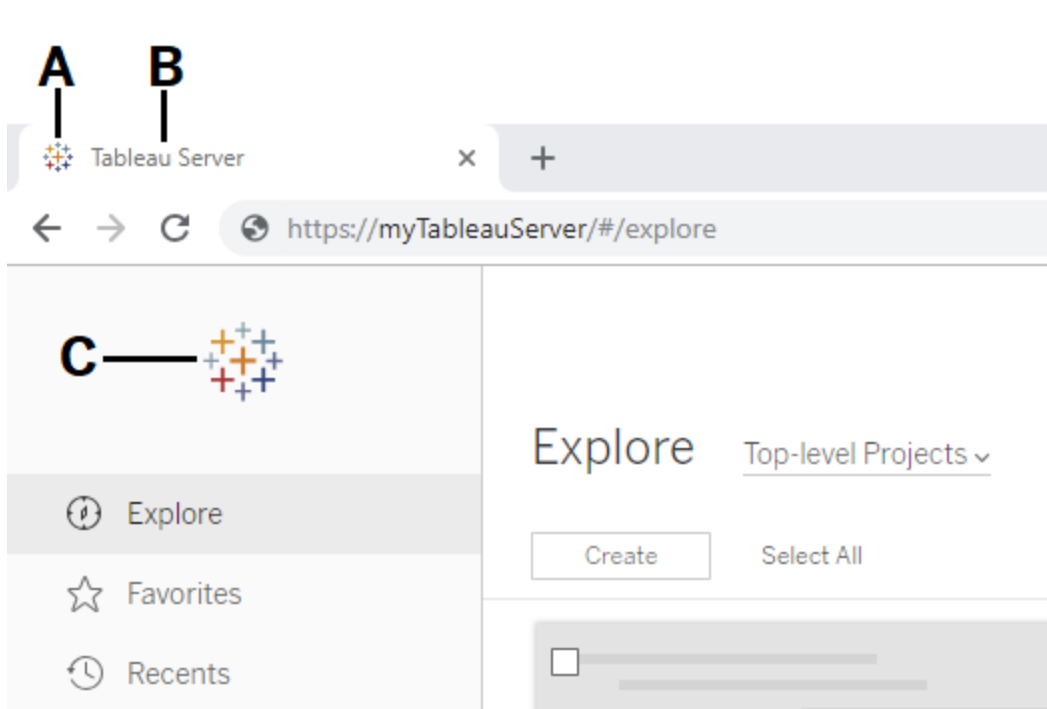 A B
Tableau Server
https://myTableauServer/#/explore
C
Explore Top-level Projects
Create Select All
Explore
Favorites
Recents